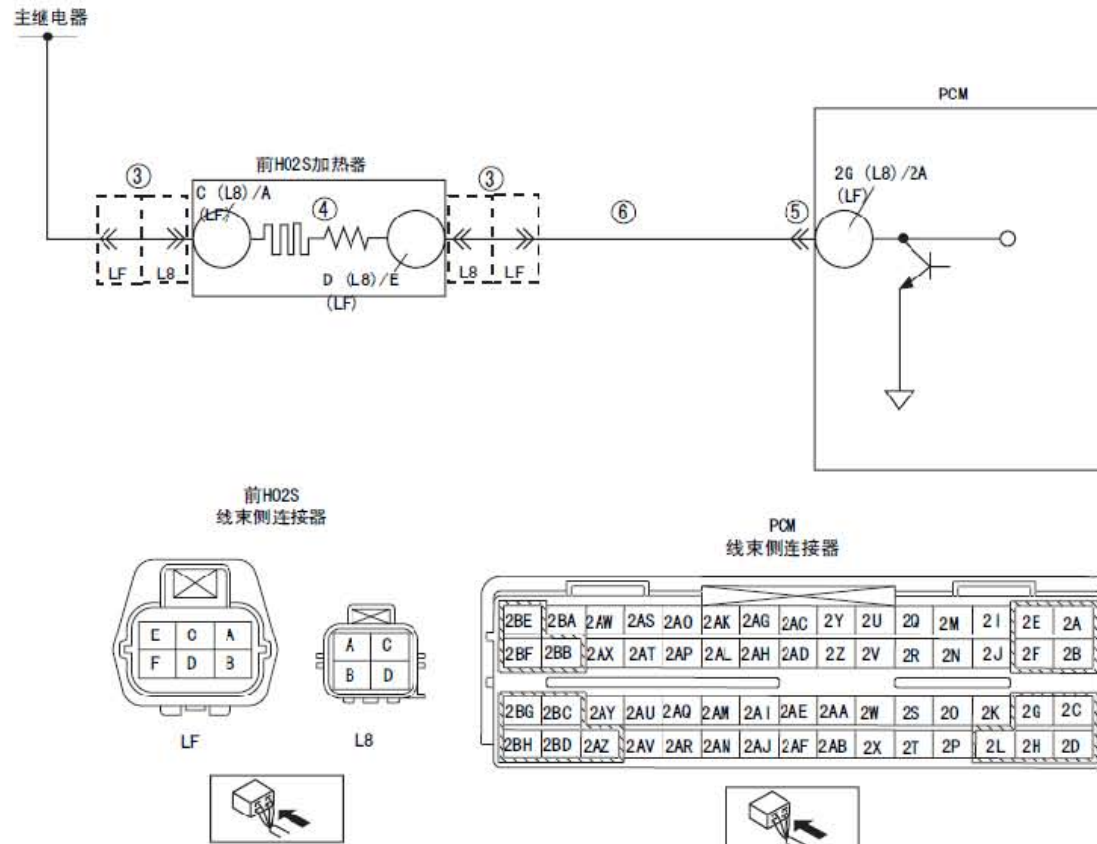 主继电器
PCM
前HO2S加热器
③
③
C (L8)/A
(LF)
④
⑥
⑤
2G (L8)/2A
(LF)
LF
L8
D (L8)/E
(LF)
L8
LF
前HO2S
线束侧连接器
PCM
线束侧连接器
E C A
F D B
LF
A C
B D
L8
2BE 2BA 2AW 2AS 2AO 2AK 2AG 2AC 2Y 2U 2Q 2M 2I 2E 2A
2BF 2BB 2AX 2AT 2AP 2AL 2AH 2AD 2Z 2V 2R 2N 2J 2F 2B
2BG 2BC 2AY 2AU 2AQ 2AM 2AI 2AE 2AA 2W 2S 2O 2K 2G 2C
2BH 2BD 2AZ 2AV 2AR 2AN 2AJ 2AF 2AB 2X 2T 2P 2L 2H 2D